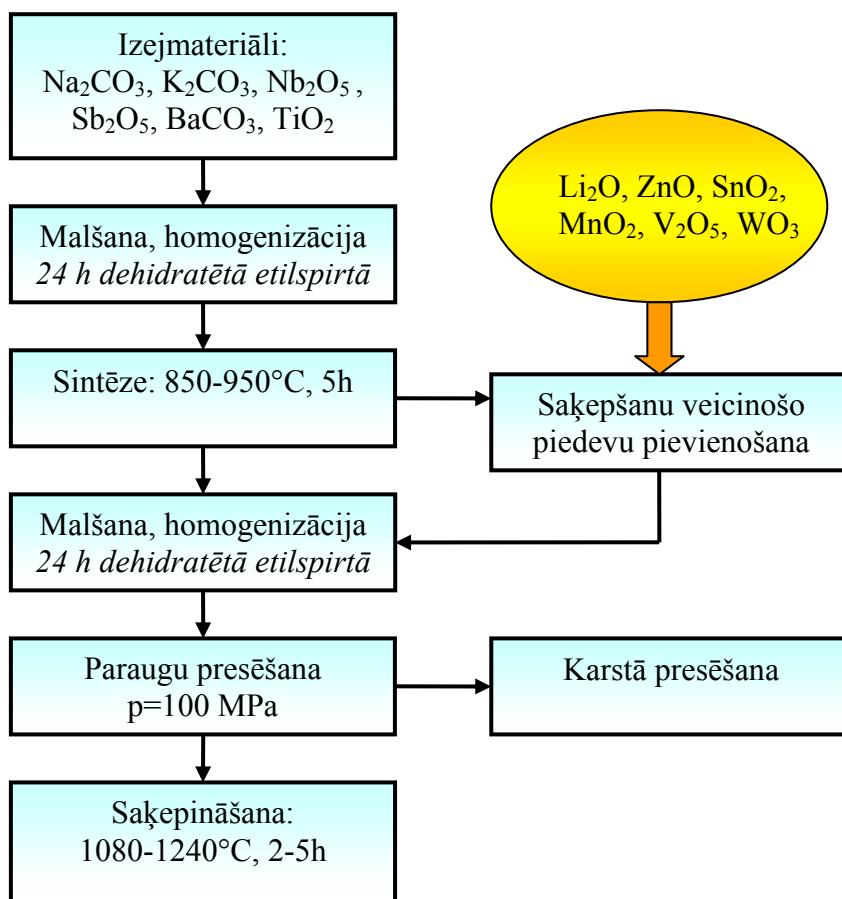 Izejmateriāli:
Na₂CO₃, K₂CO₃, Nb₂O₅ ,
Sb₂O₅, BaCO₃, TiO₂
Malšana, homogenizācija
24 h dehidratētā etilspirtā
Li₂O, ZnO, SnO₂,
MnO₂, V₂O₅, WO₃
Sintēze: 850-950°C, 5h
Saķepšanu veicinošo
piedevu pievienošana
Malšana, homogenizācija
24 h dehidratētā etilspirtā
Paraugu presēšana
p=100 MPa
Karstā presēšana
Saķepināšana:
1080-1240°C, 2-5h